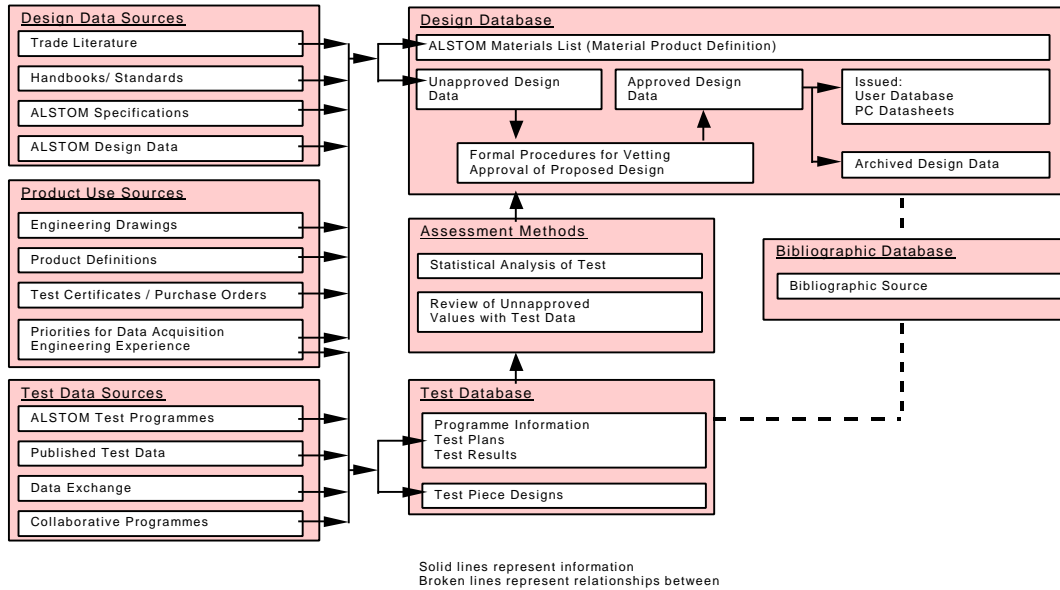 Design Data Sources
Trade Literature
Handbooks/ Standards
ALSTOM Specifications
ALSTOM Design Data
Product Use Sources
Engineering Drawings
Product Definitions
Test Certificates / Purchase Orders
Priorities for Data Acquisition
Engineering Experience
Test Data Sources
ALSTOM Test Programmes
Published Test Data
Data Exchange
Collaborative Programmes
Design Database
ALSTOM Materials List (Material Product Definition)
Unapproved Design
Data
Approved Design
Data
Issued:
User Database
PC Datasheets
Formal Procedures for Vetting
Approval of Proposed Design
Archived Design Data
Assessment Methods
Statistical Analysis of Test
Review of Unnapproved
Values with Test Data
Bibliographic Database
Bibliographic Source
Test Database
Programme Information
Test Plans
Test Results
Test Piece Designs
Solid lines represent information
Broken lines represent relationships between